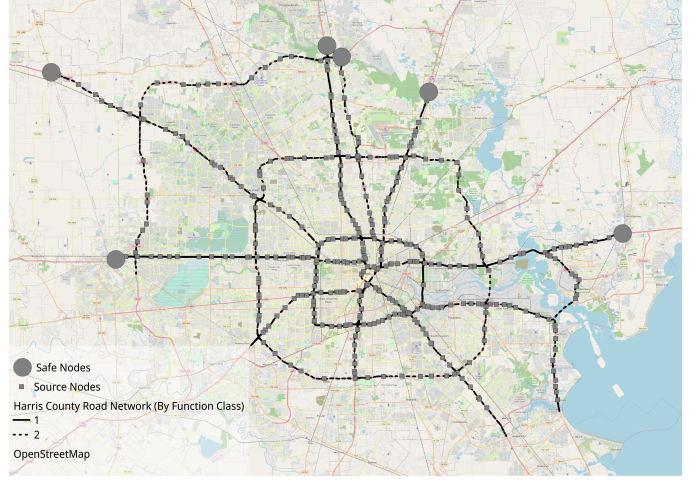 Safe Nodes
Source Nodes
Harris County Road Network (By Function Class)
1
2
OpenStreetMap